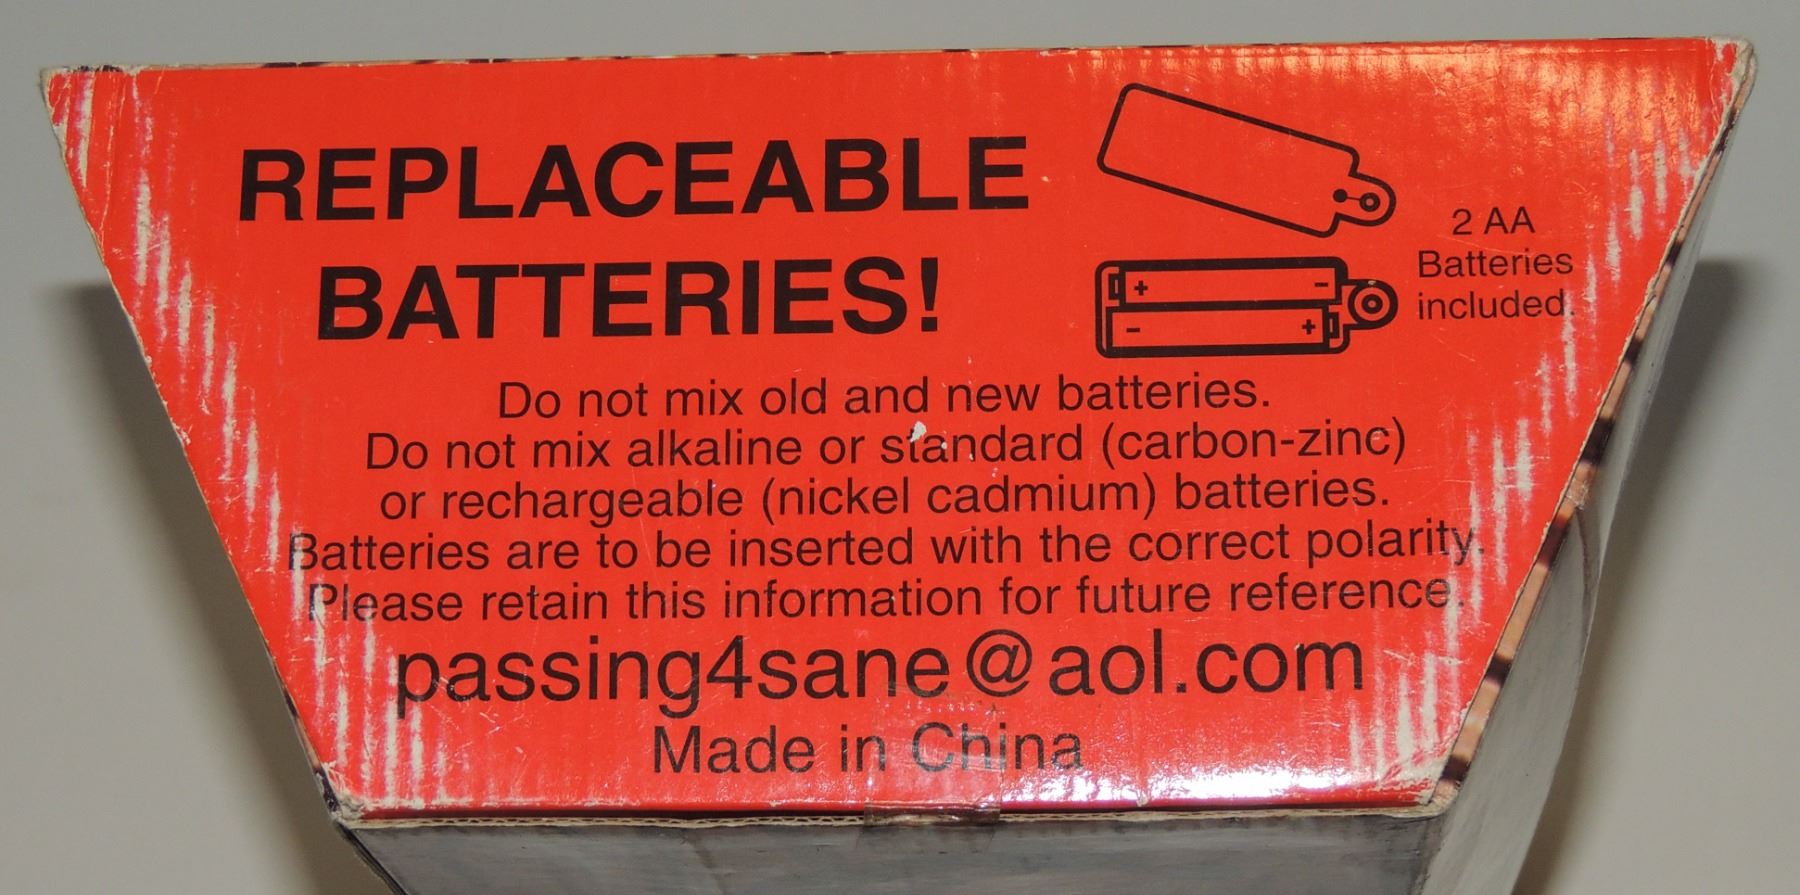 REPLACEABLE
BATTERIES!
2 AA
Batteries
included.
+ -
- +
Do not mix old and new batteries.
Do not mix alkaline or standard (carbon-zinc)
or rechargeable (nickel cadmium) batteries.
Batteries are to be inserted with the correct polarity.
Please retain this information for future reference.
passing4sane@aol.com
Made in China